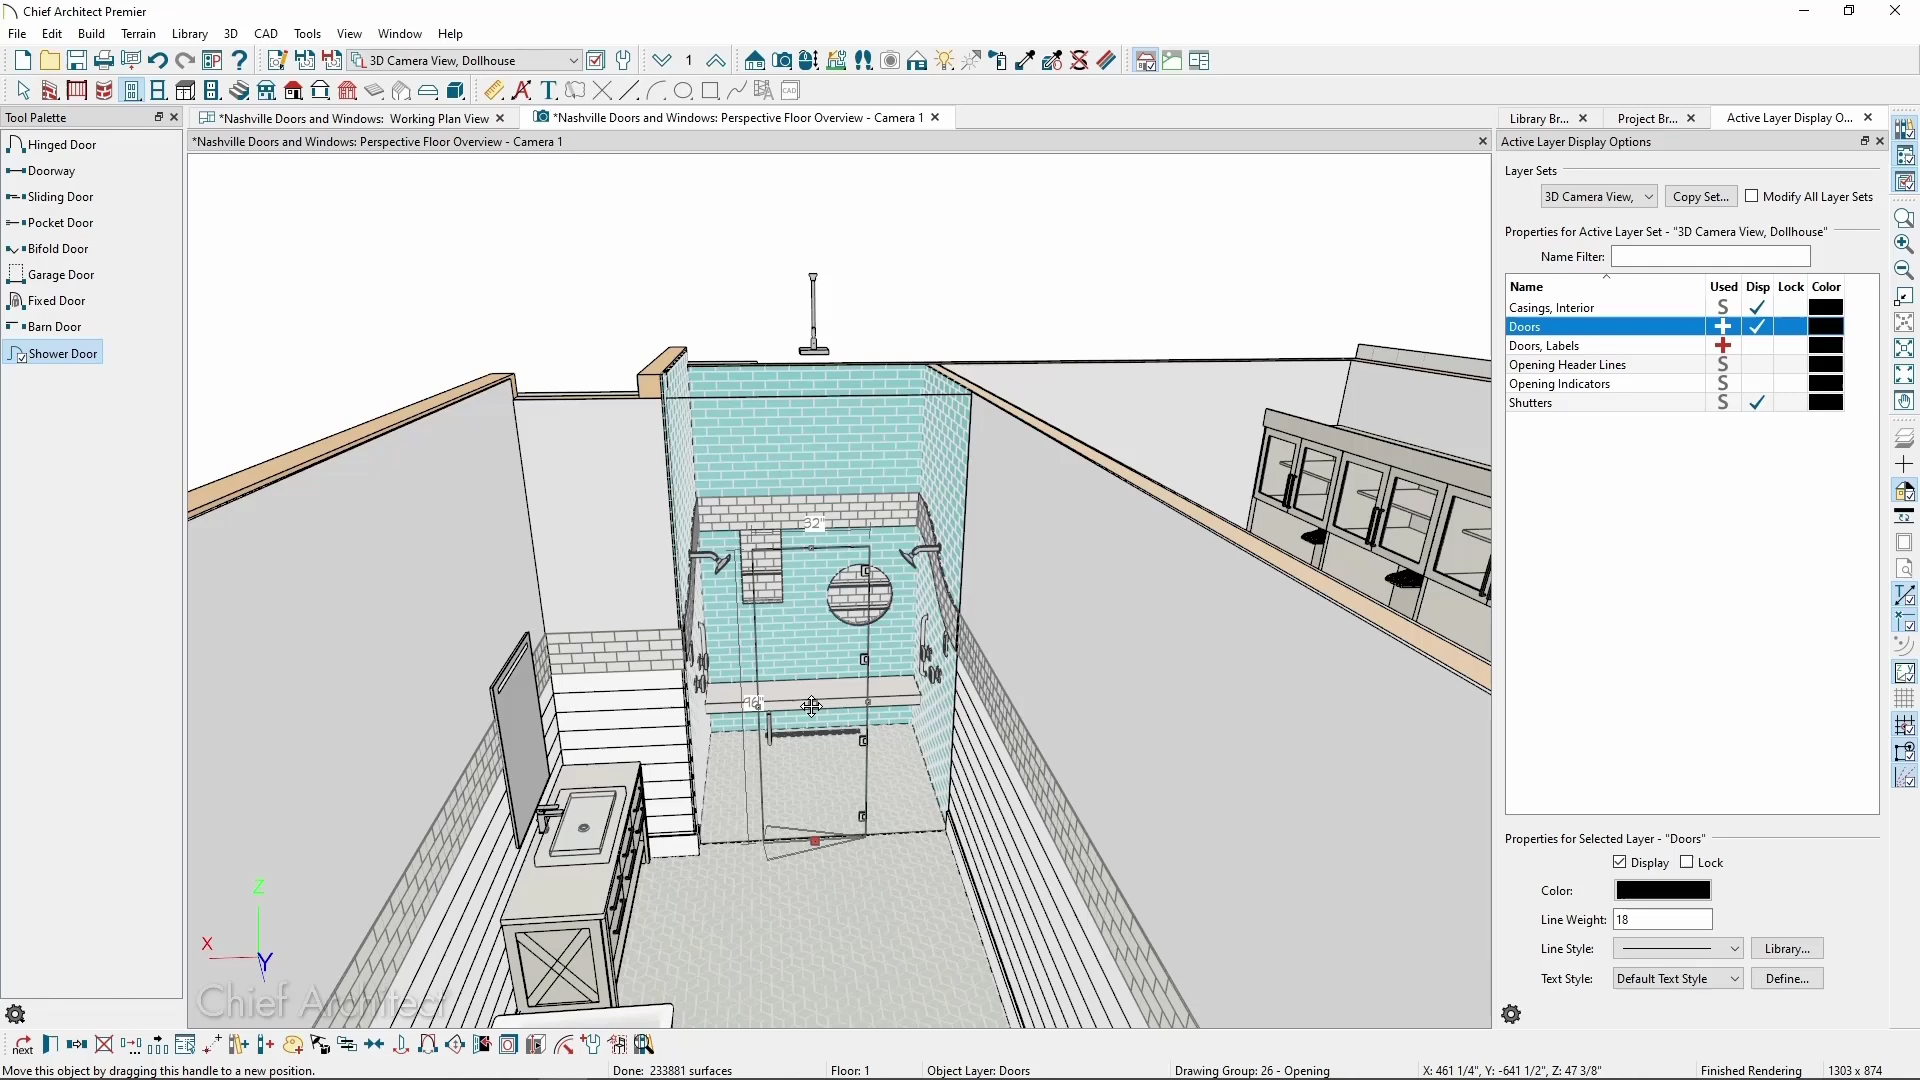 Chief Architect Premier
File Edit Build Terrain Library 3D CAD Tools View Window Help
3D Camera View, Dollhouse
1
Tool Palette
*Nashville Doors and Windows: Working Plan View
*Nashville Doors and Windows: Perspective Floor Overview - Camera 1
Library Br...
Project Br...
Active Layer Display O...
*Nashville Doors and Windows: Perspective Floor Overview - Camera 1
Active Layer Display Options
Hinged Door
Doorway
Sliding Door
Pocket Door
Bifold Door
Garage Door
Fixed Door
Barn Door
Shower Door
Layer Sets
3D Camera View,
Copy Set...
Modify All Layer Sets
Properties for Active Layer Set - "3D Camera View, Dollhouse"
Name Filter:
Name Used Disp Lock Color
Casings, Interior S
Doors
Doors, Labels
Opening Header Lines S
Opening Indicators S
Shutters S
32"
Z
X
Y
Chief Architect
Properties for Selected Layer - "Doors"
Display Lock
Color:
Line Weight: 18
Line Style: Library...
Text Style: Default Text Style Define...
next
Move this object by dragging this handle to a new position.
Done: 233881 surfaces
Floor: 1
Object Layer: Doors
Drawing Group: 26 - Opening
X: 461 1/4", Y: -641 1/2", Z: 47 3/8"
Finished Rendering
1303 x 874